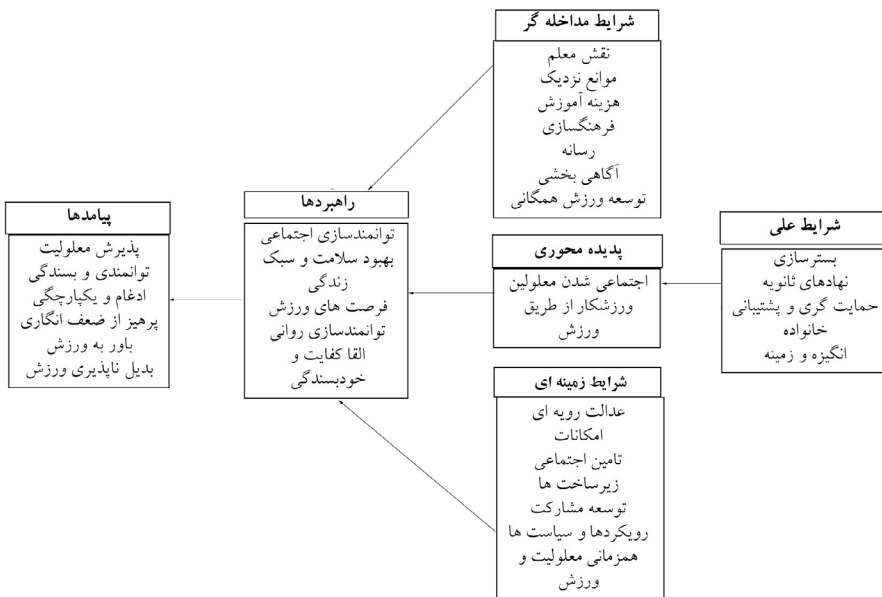 شرایط مداخله گر
نقش معلم
موانع نزدیک
هزینه آموزش
فرهنگسازی
رسانه
آگاهی بخشی
توسعه ورزش همگانی
شرایط علی
بسترسازی
نهادهای ثانویه
حمایت گری و پشتیبانی
خانواده
انگیزه و زمینه
پدیده محوری
اجتماعی شدن معلولین
ورزشکار از طریق
ورزش
شرایط زمینه ای
عدالت رویه ای
امکانات
تامین اجتماعی
زیرساخت ها
توسعه مشارکت
رویکردها و سیاست ها
همزمانی معلولیت و
ورزش
راهبردها
توانمندسازی اجتماعی
بهبود سلامت و سبک
زندگی
فرصت های ورزش
توانمندسازی روانی
القا کفایت و
خودبسندگی
پیامدها
پذیرش معلولیت
توانمندی و بسندگی
ادغام و یکپارچگی
پرهیز از ضعف انگاری
باور به ورزش
بدیل ناپذیری ورزش